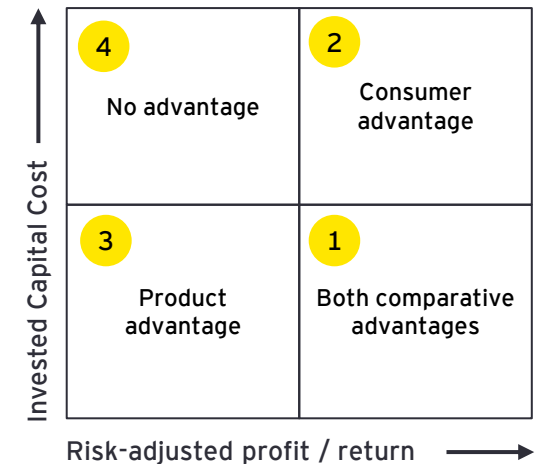 4
No advantage
2
Consumer
advantage
3
Product
advantage
1
Both comparative
advantages
Invested Capital Cost
Risk-adjusted profit / return